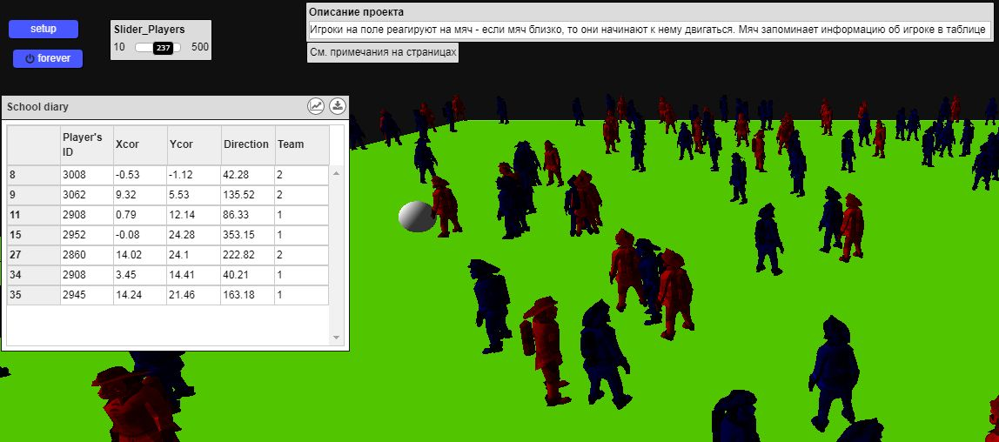 setup
forever
Slider_Players
10 237 500
Описание проекта
Игроки на поле реагируют на мяч - если мяч близко, то они начинают к нему двигаться. Мяч запоминает информацию об игроке в таблице
См. примечания на страницах
School diary
Player's ID Xcor Ycor Direction Team
8 3008 -0.53 -1.12 42.28 2
9 3062 9.32 5.53 135.52 2
11 2908 0.79 12.14 86.33 1
15 2952 -0.08 24.28 353.15 1
27 2860 14.02 24.1 222.82 2
34 2908 3.45 14.41 40.21 1
35 2945 14.24 21.46 163.18 1